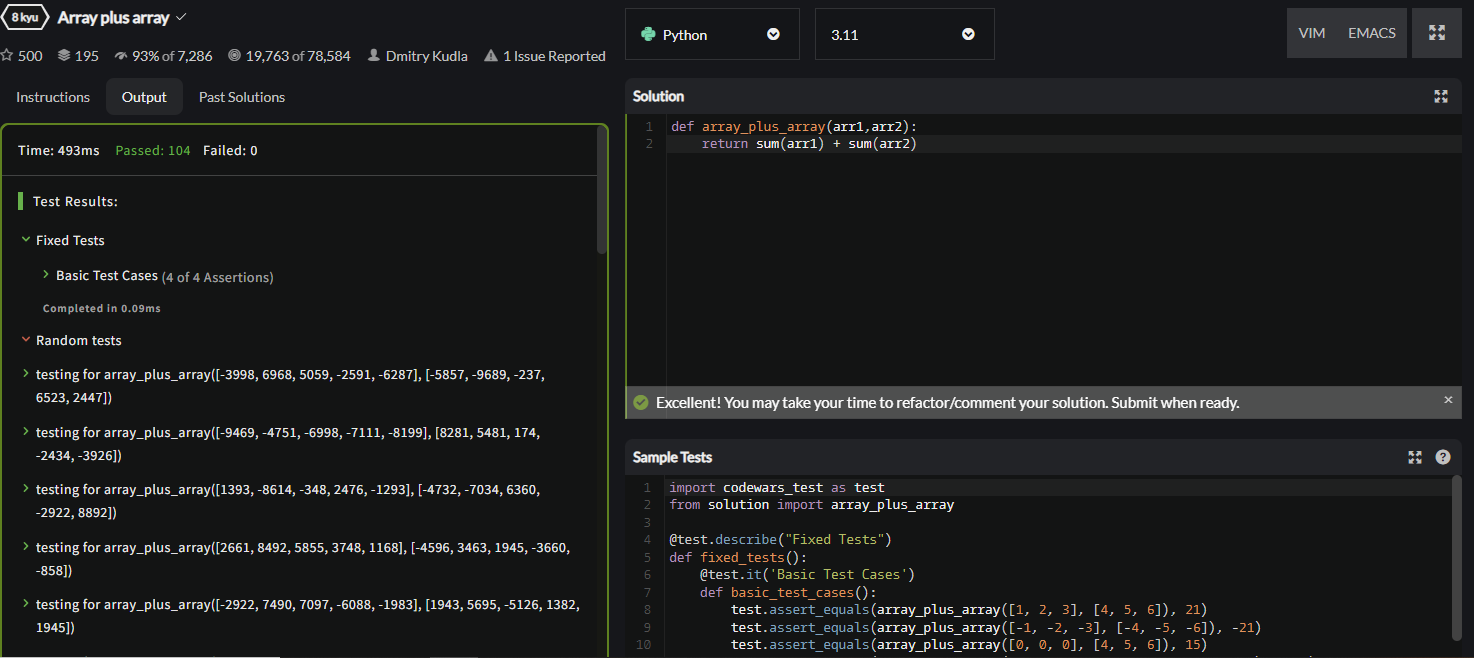 8 kyu Array plus array
500 195 93% of 7,286 19,763 of 78,584 Dmitry Kudla 1 Issue Reported
Instructions Output Past Solutions
Time: 493ms Passed: 104 Failed: 0
Test Results:
Fixed Tests
Basic Test Cases (4 of 4 Assertions)
Completed in 0.09ms
Random tests
testing for array_plus_array([-3998, 6968, 5059, -2591, -6287], [-5857, -9689, -237,
6523, 2447])
testing for array_plus_array([-9469, -4751, -6998, -7111, -8199], [8281, 5481, 174,
-2434, -3926])
testing for array_plus_array([1393, -8614, -348, 2476, -1293], [-4732, -7034, 6360,
-2922, 8892])
testing for array_plus_array([2661, 8492, 5855, 3748, 1168], [-4596, 3463, 1945, -3660,
-858])
testing for array_plus_array([-2922, 7490, 7097, -6088, -1983], [1943, 5695, -5126, 1382,
1945])
Python 3.11 VIM EMACS
Solution
1 def array_plus_array(arr1,arr2):
2 return sum(arr1) + sum(arr2)
Excellent! You may take your time to refactor/comment your solution. Submit when ready. ×
Sample Tests ?
1 import codewars_test as test
2 from solution import array_plus_array
3
4 @test.describe("Fixed Tests")
5 def fixed_tests():
6 @test.it('Basic Test Cases')
7 def basic_test_cases():
8 test.assert_equals(array_plus_array([1, 2, 3], [4, 5, 6]), 21)
9 test.assert_equals(array_plus_array([-1, -2, -3], [-4, -5, -6]), -21)
10 test.assert_equals(array_plus_array([0, 0, 0], [4, 5, 6]), 15)